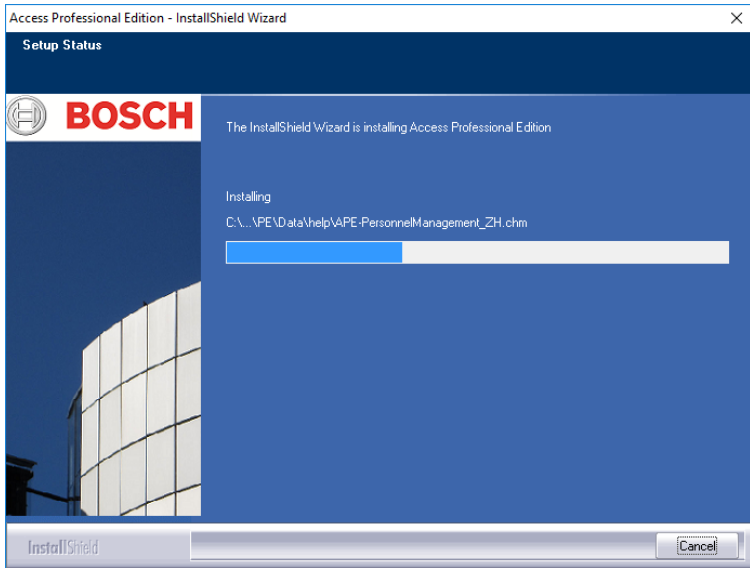 Access Professional Edition - InstallShield Wizard
Setup Status
BOSCH
The InstallShield Wizard is installing Access Professional Edition
Installing
C:\...\PE\Data\help\APE-PersonnelManagement_ZH.chm
InstallShield
Cancel